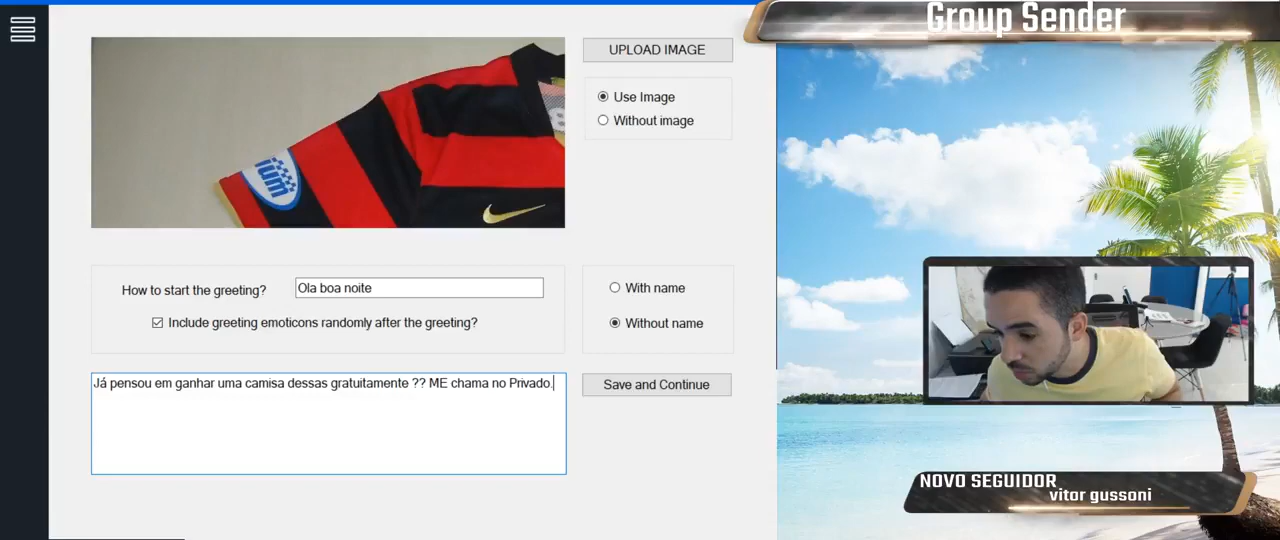 Group Sender
UPLOAD IMAGE
Use Image
Without image
ium
How to start the greeting?
Ola boa noite
With name
Include greeting emoticons randomly after the greeting?
Without name
Já pensou em ganhar uma camisa dessas gratuitamente ?? ME chama no Privado.
Save and Continue
NOVO SEGUIDOR
vitor gussoni